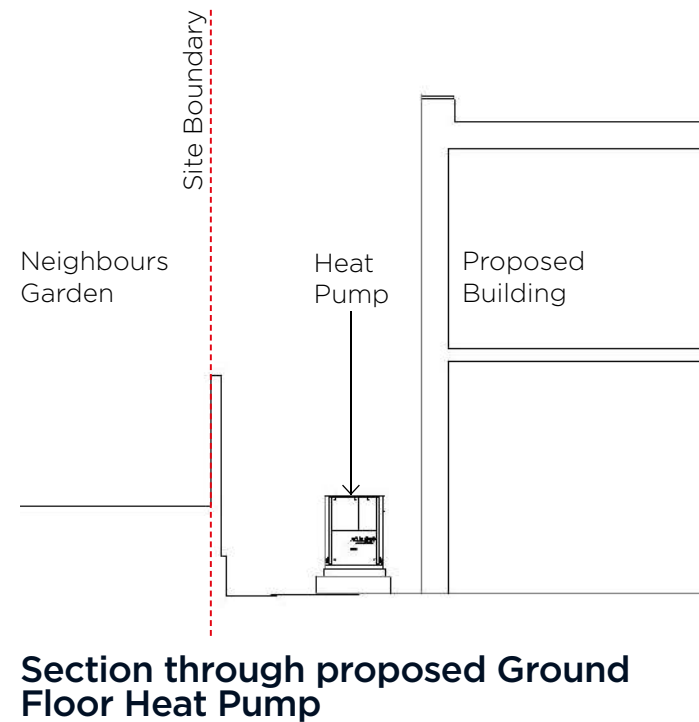 Site Boundary
Neighbours
Garden
Heat
Pump
Proposed
Building
Section through proposed Ground
Floor Heat Pump